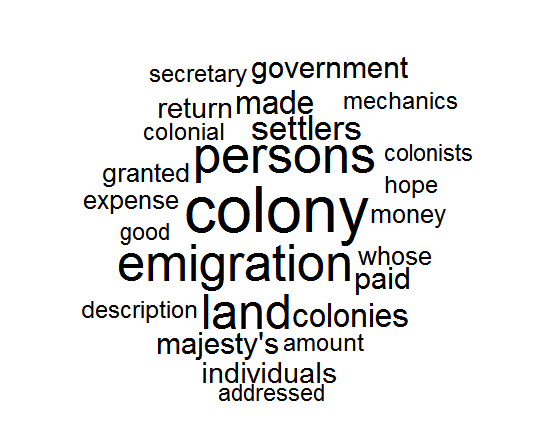 secretary government
return made mechanics
colonial settlers
persons colonists
granted hope
expense colony money
good
emigration whose
paid
description land colonies
majesty's amount
individuals
addressed